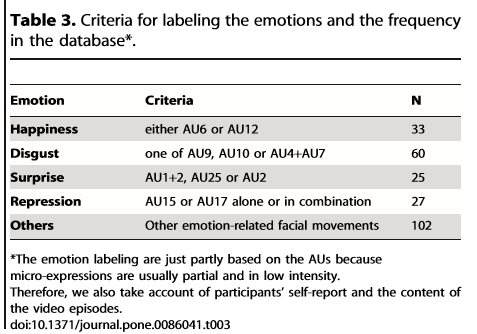 Table 3. Criteria for labeling the emotions and the frequency
in the database*.
Emotion Criteria N
Happiness either AU6 or AU12 33
Disgust one of AU9, AU10 or AU4+AU7 60
Surprise AU1+2, AU25 or AU2 25
Repression AU15 or AU17 alone or in combination 27
Others Other emotion-related facial movements 102
*The emotion labeling are just partly based on the AUs because
micro-expressions are usually partial and in low intensity.
Therefore, we also take account of participants' self-report and the content of
the video episodes.
doi:10.1371/journal.pone.0086041.t003